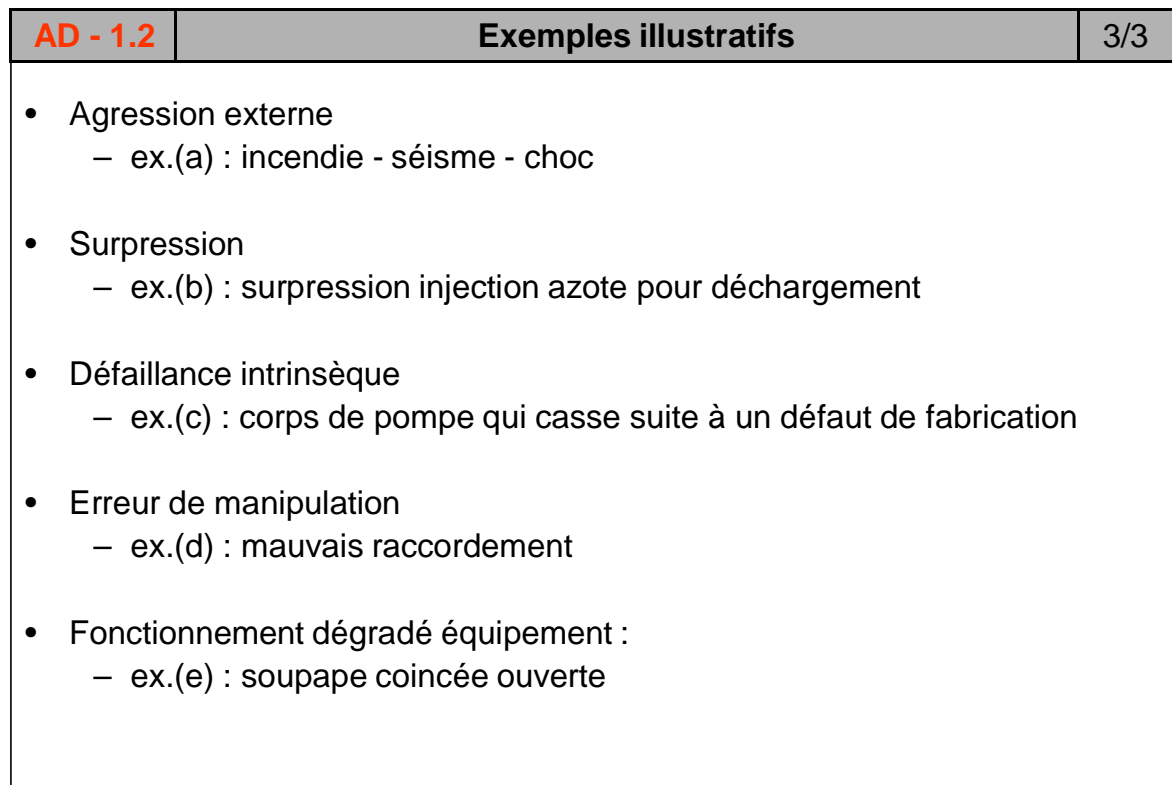 AD - 1.2 Exemples illustratifs 3/3
• Agression externe
– ex.(a) : incendie - séisme - choc
• Surpression
– ex.(b) : surpression injection azote pour déchargement
• Défaillance intrinsèque
– ex.(c) : corps de pompe qui casse suite à un défaut de fabrication
• Erreur de manipulation
– ex.(d) : mauvais raccordement
• Fonctionnement dégradé équipement :
– ex.(e) : soupape coincée ouverte